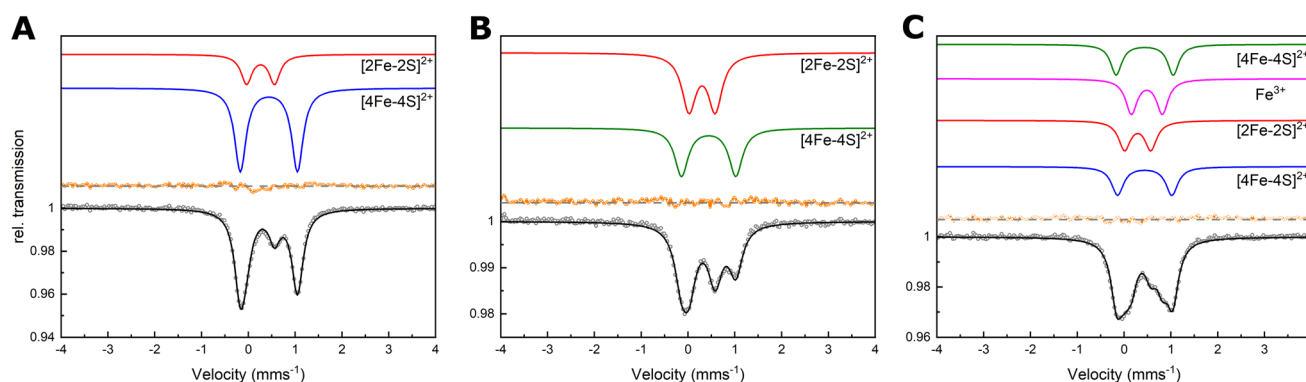 A
[2Fe-2S]2+
[4Fe-4S]2+
rel. transmission
1
0.98
0.96
0.94
-4 -3 -2 -1 0 1 2 3 4
Velocity (mms-1)
B
[2Fe-2S]2+
[4Fe-4S]2+
1
0.99
0.98
-4 -3 -2 -1 0 1 2 3 4
Velocity (mms-1)
C
[4Fe-4S]2+
Fe3+
[2Fe-2S]2+
[4Fe-4S]2+
1
0.98
0.96
-4 -3 -2 -1 0 1 2 3
Velocity (mms-1)